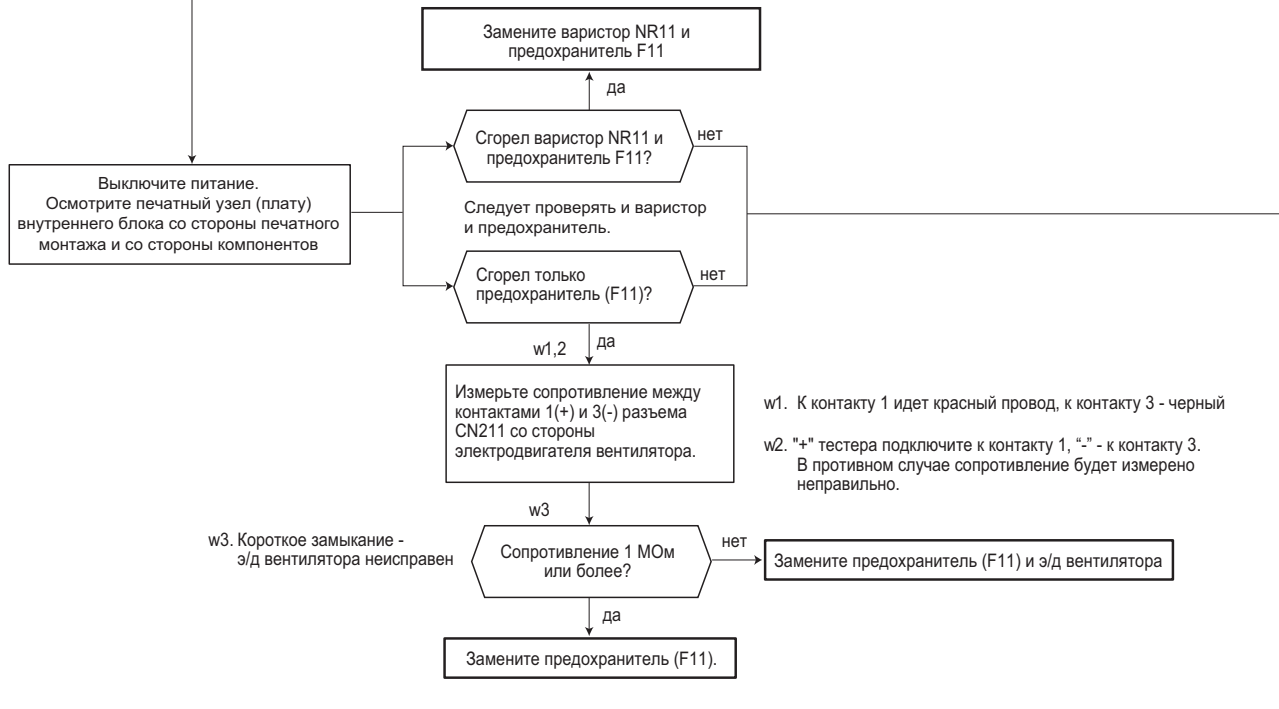 Замените варистор NR11 и
предохранитель F11
да
Сгорел варистор NR11 и
предохранитель F11?
нет
Выключите питание.
Осмотрите печатный узел (плату)
внутреннего блока со стороны печатного
монтажа и со стороны компонентов
Следует проверять и варистор
и предохранитель.
Сгорел только
предохранитель (F11)?
нет
да
w1,2
Измерьте сопротивление между
контактами 1(+) и 3(-) разъема
CN211 со стороны
электродвигателя вентилятора.
w1. К контакту 1 идет красный провод, к контакту 3 - черный
w2. "+" тестера подключите к контакту 1, “-” - к контакту 3.
В противном случае сопротивление будет измерено
неправильно.
w3
w3. Короткое замыкание -
э/д вентилятора неисправен
Сопротивление 1 МОм
или более?
нет
Замените предохранитель (F11) и э/д вентилятора
да
Замените предохранитель (F11).